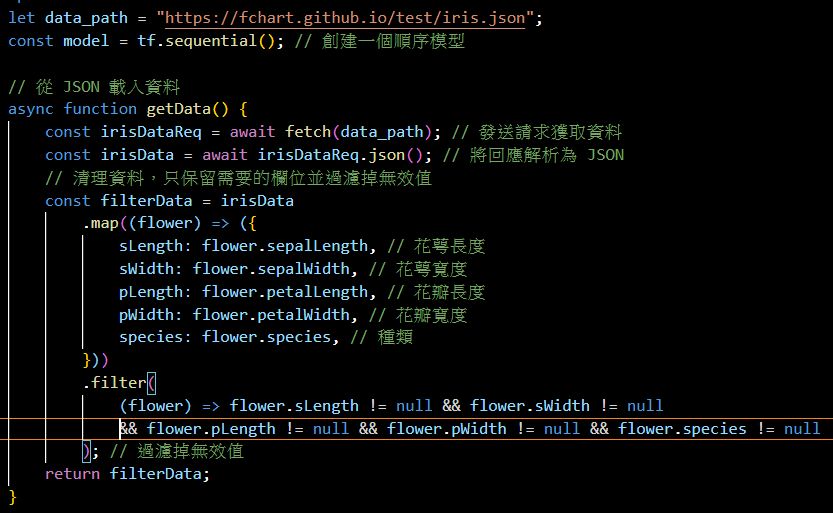 let data_path = "https://fchart.github.io/test/iris.json";
const model = tf.sequential(); // 創建一個順序模型
// 從 JSON 載入資料
async function getData() {
    const irisDataReq = await fetch(data_path); // 發送請求獲取資料
    const irisData = await irisDataReq.json(); // 將回應解析為 JSON
    // 清理資料，只保留需要的欄位並過濾掉無效值
    const filterData = irisData
        .map((flower) => ({
            sLength: flower.sepalLength, // 花萼長度
            sWidth: flower.sepalWidth, // 花萼寬度
            pLength: flower.petalLength, // 花瓣長度
            pWidth: flower.petalWidth, // 花瓣寬度
            species: flower.species, // 種類
        }))
        .filter(
            (flower) => flower.sLength != null && flower.sWidth != null
            && flower.pLength != null && flower.pWidth != null && flower.species != null
        ); // 過濾掉無效值
    return filterData;
}